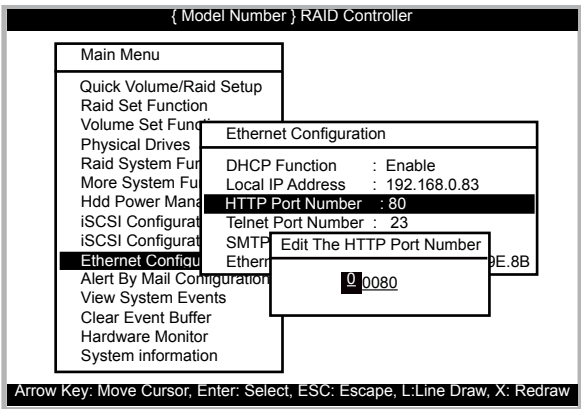 { Model Number } RAID Controller
Main Menu
Quick Volume/Raid Setup
Raid Set Function
Volume Set Func
Physical Drives
Raid System Fun
More System Fu
Hdd Power Mana
iSCSI Configurat
iSCSI Configurat
Ethernet Configu
Alert By Mail Configuration
View System Events
Clear Event Buffer
Hardware Monitor
System information
Ethernet Configuration
DHCP Function : Enable
Local IP Address : 192.168.0.83
HTTP Port Number : 80
Telnet Port Number : 23
SMTP
Ethern 9E.8B
Edit The HTTP Port Number
00080
Arrow Key: Move Cursor, Enter: Select, ESC: Escape, L:Line Draw, X: Redraw